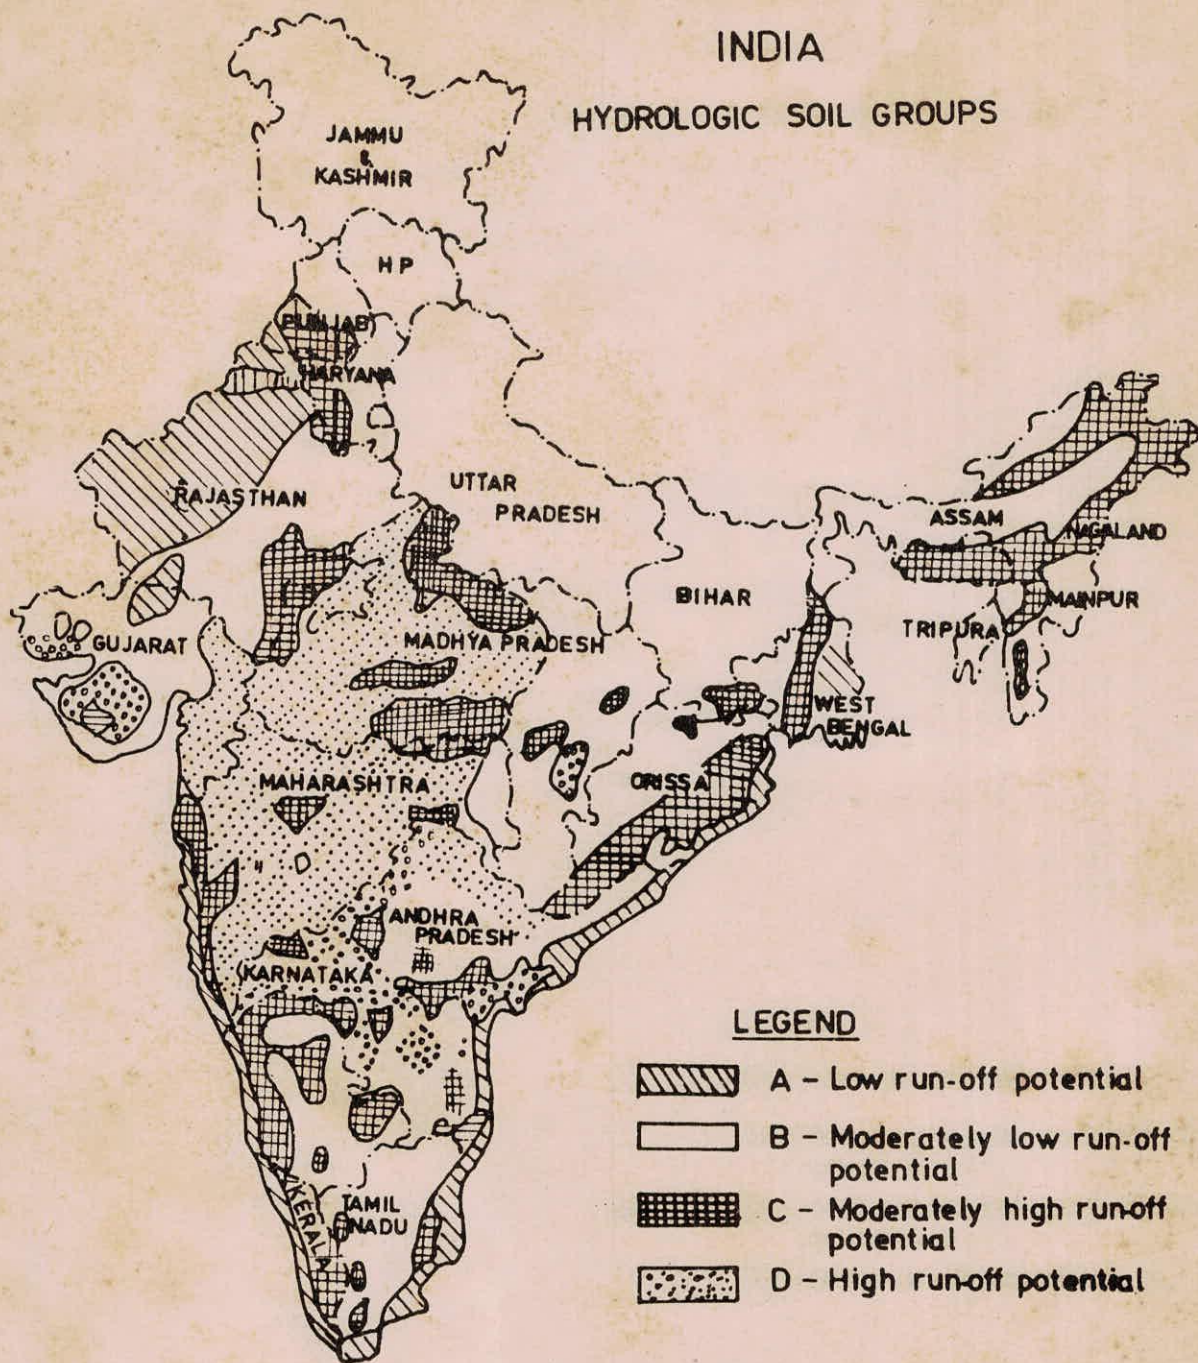 INDIA
HYDROLOGIC SOIL GROUPS
JAMMU
&
KASHMIR
HP
PUNJAB
HARYANA
RAJASTHAN
UTTAR
PRADESH
ASSAM
NAGALAND
BIHAR
MAINPUR
TRIPURA
GUJARAT
MADHYA PRADESH
WEST
BENGAL
MAHARASHTRA
ORISSA
ANDHRA
PRADESH
KARNATAKA
KERALA
TAMIL
NADU
LEGEND
A - Low run-off potential
B - Moderately low run-off
potential
C - Moderately high run-off
potential
D - High run-off potential